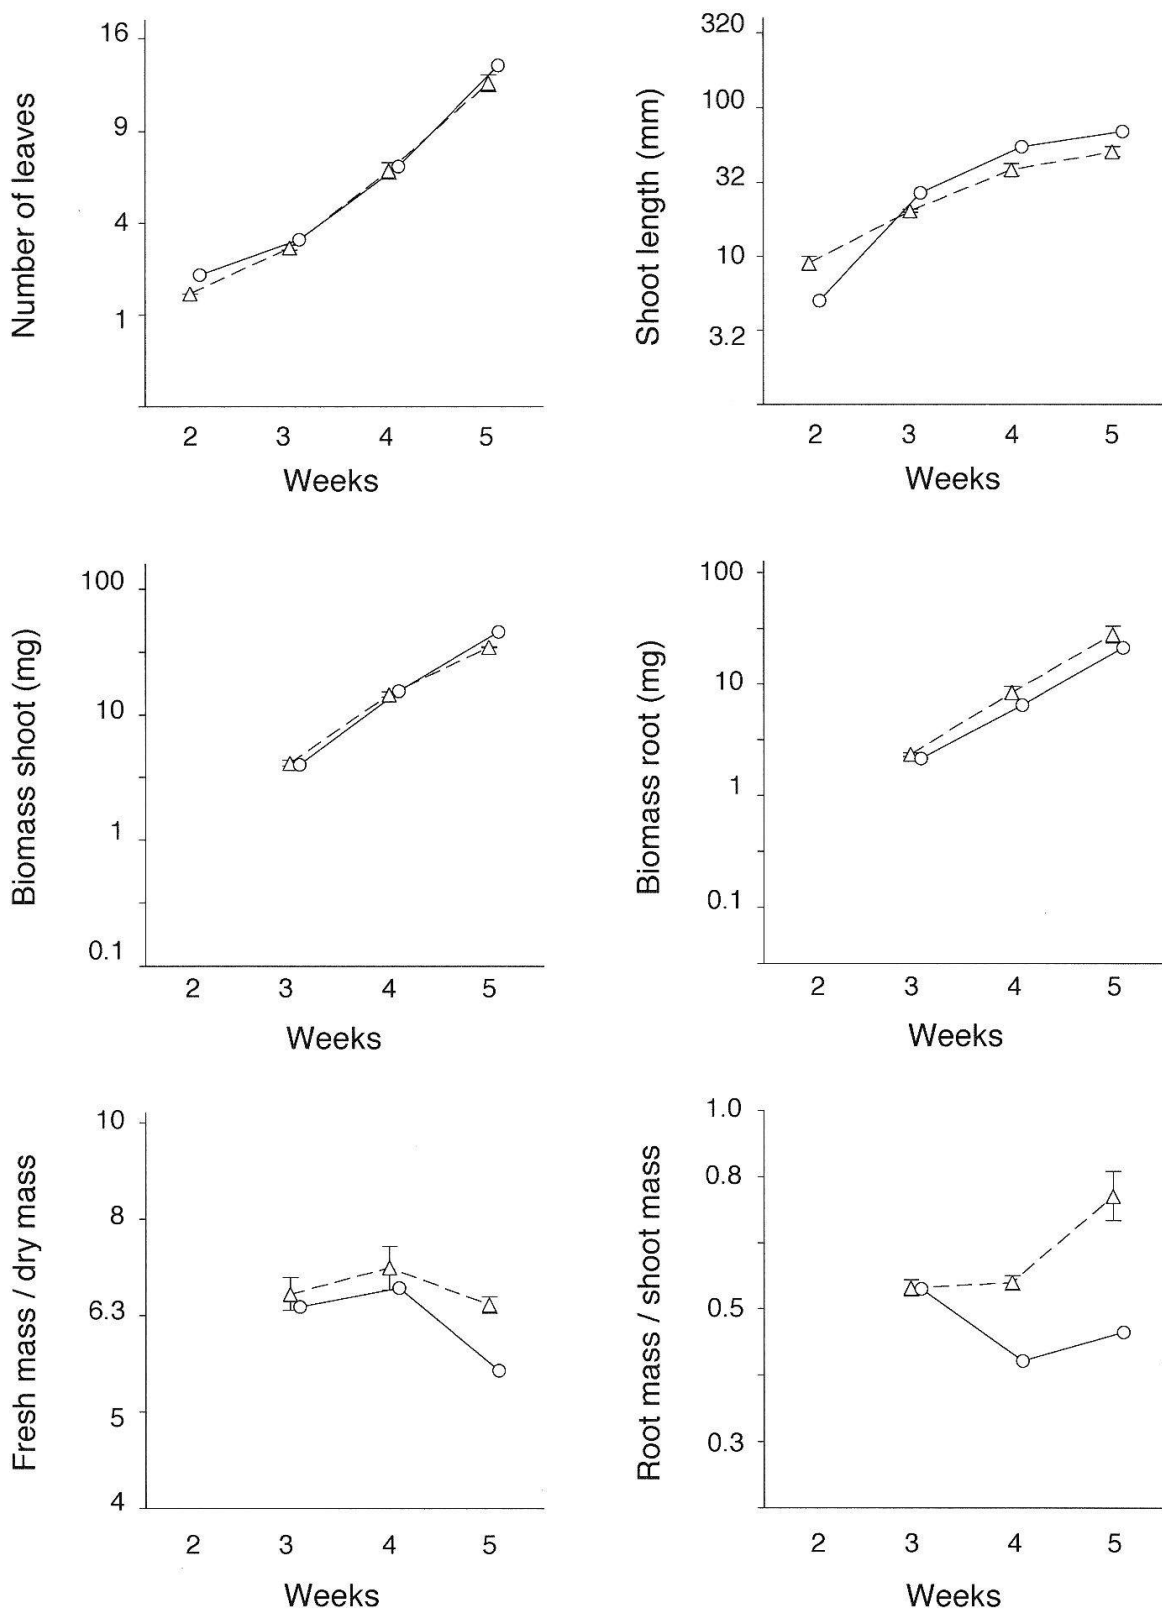 Number of leaves
16
9
4
1
2 3 4 5
Weeks
Shoot length (mm)
320
100
32
10
3.2
2 3 4 5
Weeks
Biomass shoot (mg)
100
10
1
0.1
2 3 4 5
Weeks
Biomass root (mg)
100
10
1
0.1
2 3 4 5
Weeks
Fresh mass / dry mass
10
8
6.3
5
4
2 3 4 5
Weeks
Root mass / shoot mass
1.0
0.8
0.5
0.3
2 3 4 5
Weeks